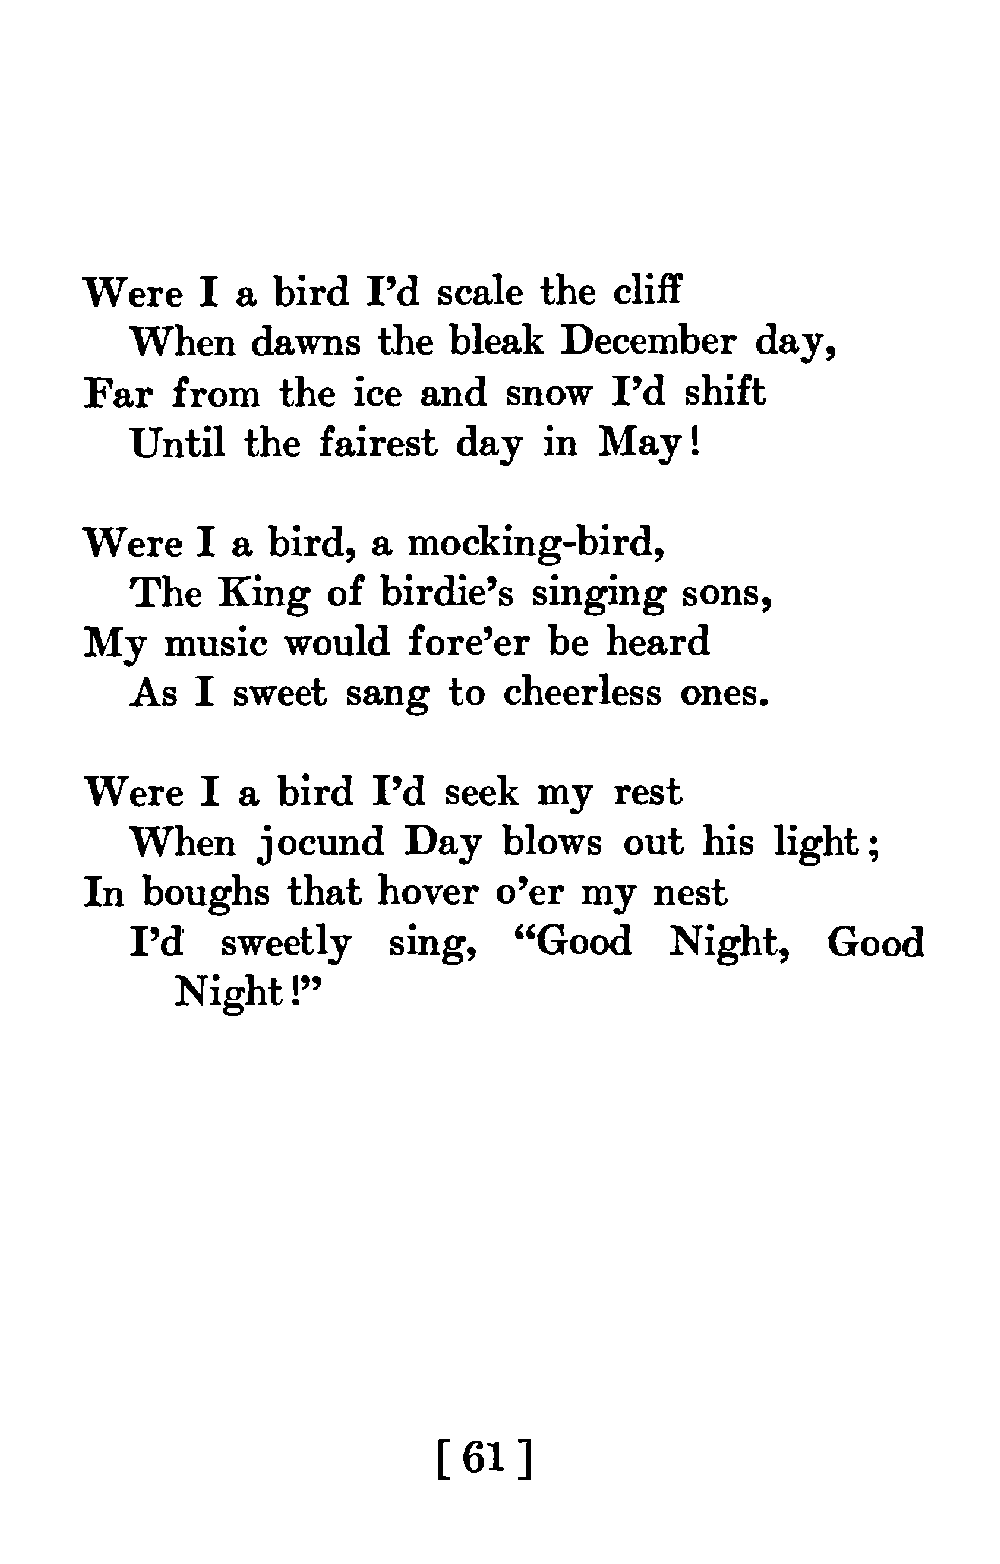 Were I a bird I'd scale the cliff
When dawns the bleak December day,
Far from the ice and snow I'd shift
Until the fairest day in May!
Were I a bird, a mocking-bird,
The King of birdie's singing sons,
My music would fore'er be heard
As I sweet sang to cheerless ones.
Were I a bird I'd seek my rest
When jocund Day blows out his light;
In boughs that hover o'er my nest
I'd sweetly sing, “Good Night, Good
Night!”
[ 61 ]